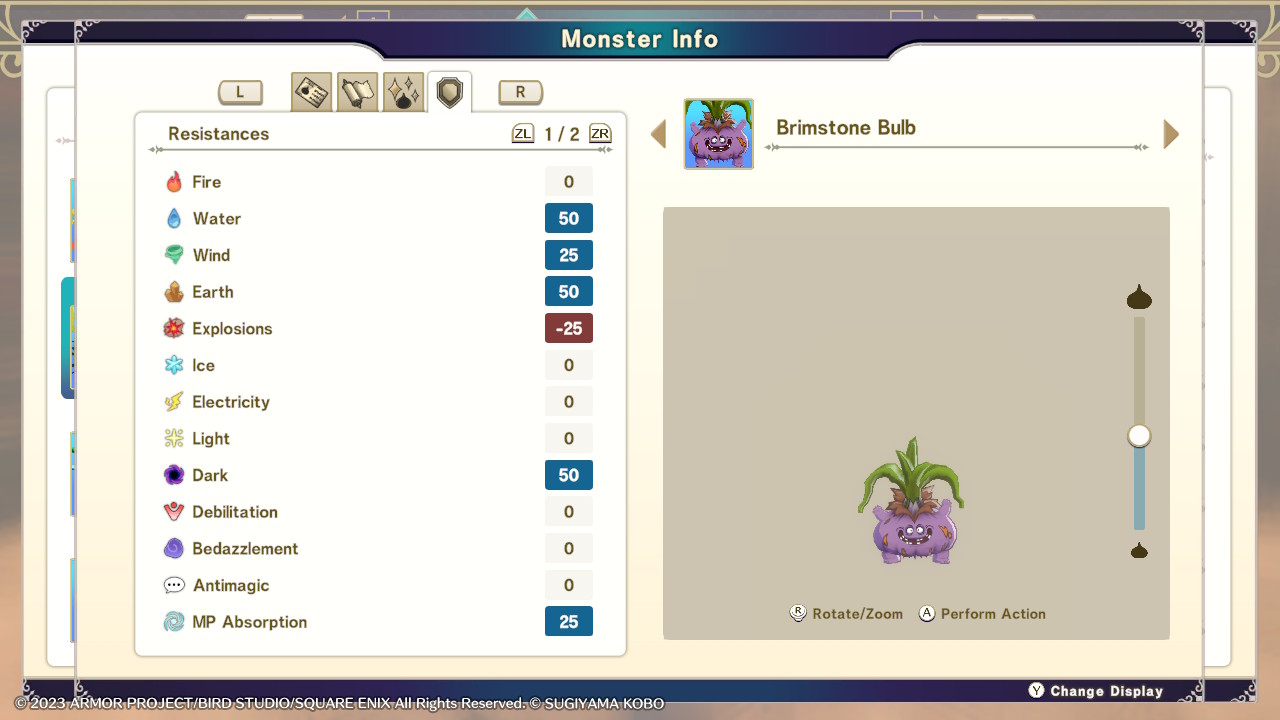 Monster Info
L
R
Resistances
ZL 1 / 2 ZR
Fire 0
Water 50
Wind 25
Earth 50
Explosions -25
Ice 0
Electricity 0
Light 0
Dark 50
Debilitation 0
Bedazzlement 0
Antimagic 0
MP Absorption 25
Brimstone Bulb
R Rotate/Zoom A Perform Action
Y Change Display
© 2023 ARMOR PROJECT/BIRD STUDIO/SQUARE ENIX All Rights Reserved. © SUGIYAMA KOBO